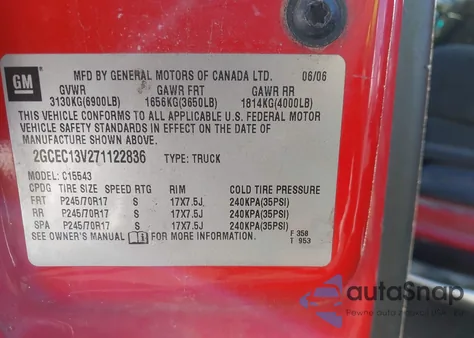 GM
MFD BY GENERAL MOTORS OF CANADA LTD. 06/06
GVWR GAWR FRT GAWR RR
3130KG(6900LB) 1656KG(3650LB) 1814KG(4000LB)
THIS VEHICLE CONFORMS TO ALL APPLICABLE U.S. FEDERAL MOTOR
VEHICLE SAFETY STANDARDS IN EFFECT ON THE DATE OF
MANUFACTURE SHOWN ABOVE.
2GCEC13V271122836 TYPE: TRUCK
MODEL: C15543
CPDG TIRE SIZE SPEED RTG RIM COLD TIRE PRESSURE
FRT P245/70R17 S 17X7.5J 240KPA(35PSI)
RR P245/70R17 S 17X7.5J 240KPA(35PSI)
SPA P245/70R17 S 17X7.5J 240KPA(35PSI)
SEE OWNER'S MANUAL FOR MORE INFORMATION. F 358
T 953
autoSnap
Pewne auto